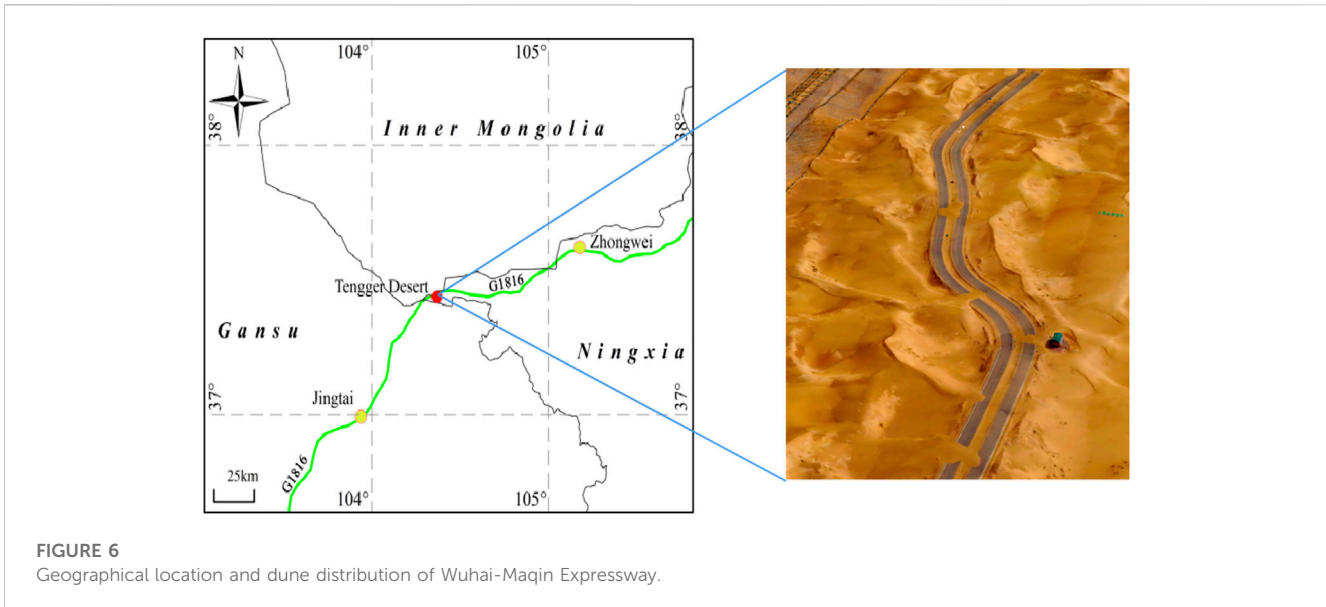 N
104°
105°
38°
38°
Inner Mongolia
Zhongwei
Tengger Desert
G1816
Gansu
Ningxia
37°
37°
Jingtai
G1816
25km
104°
105°
FIGURE 6
Geographical location and dune distribution of Wuhai-Maqin Expressway.